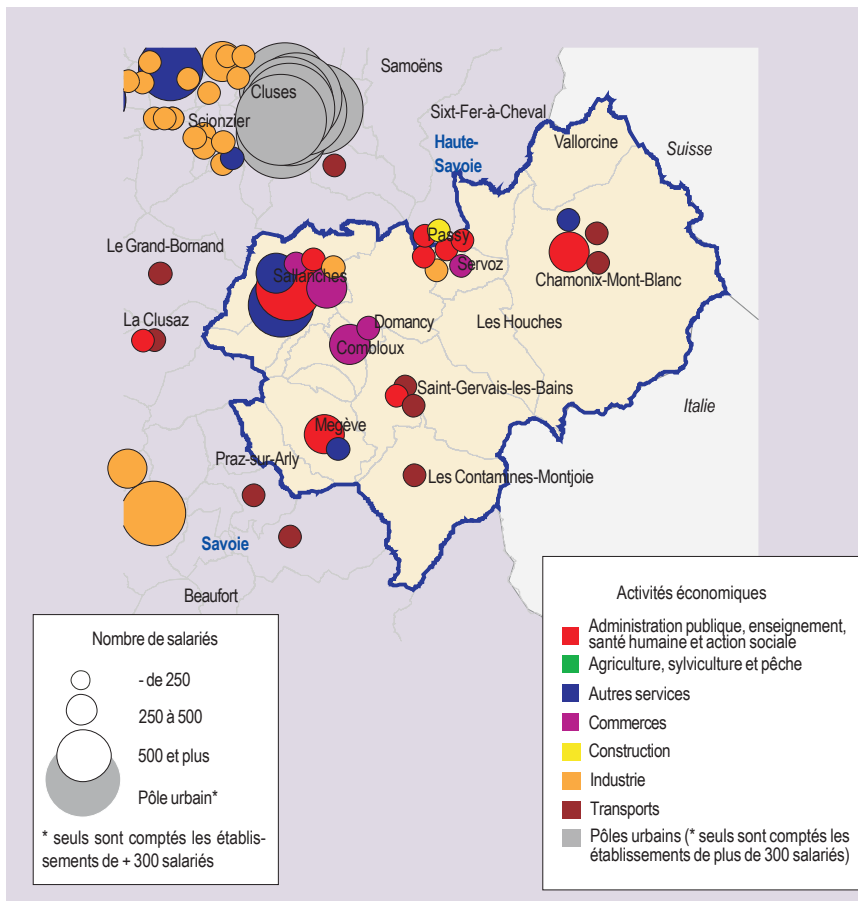 Samoëns
Cluses
Scionzier
Sixt-Fer-à-Cheval
Haute-
Savoie
Vallorcine
Suisse
Le Grand-Bornand
Passy
Servoz
Sallanches
Chamonix-Mont-Blanc
La Clusaz
Domancy
Les Houches
Combloux
Saint-Gervais-les-Bains
Italie
Megève
Praz-sur-Arly
Les Contamines-Montjoie
Savoie
Beaufort
Nombre de salariés
- de 250
250 à 500
500 et plus
Pôle urbain*
* seuls sont comptés les établis-
sements de + 300 salariés
Activités économiques
Administration publique, enseignement,
santé humaine et action sociale
Agriculture, sylviculture et pêche
Autres services
Commerces
Construction
Industrie
Transports
Pôles urbains (* seuls sont comptés les
établissements de plus de 300 salariés)